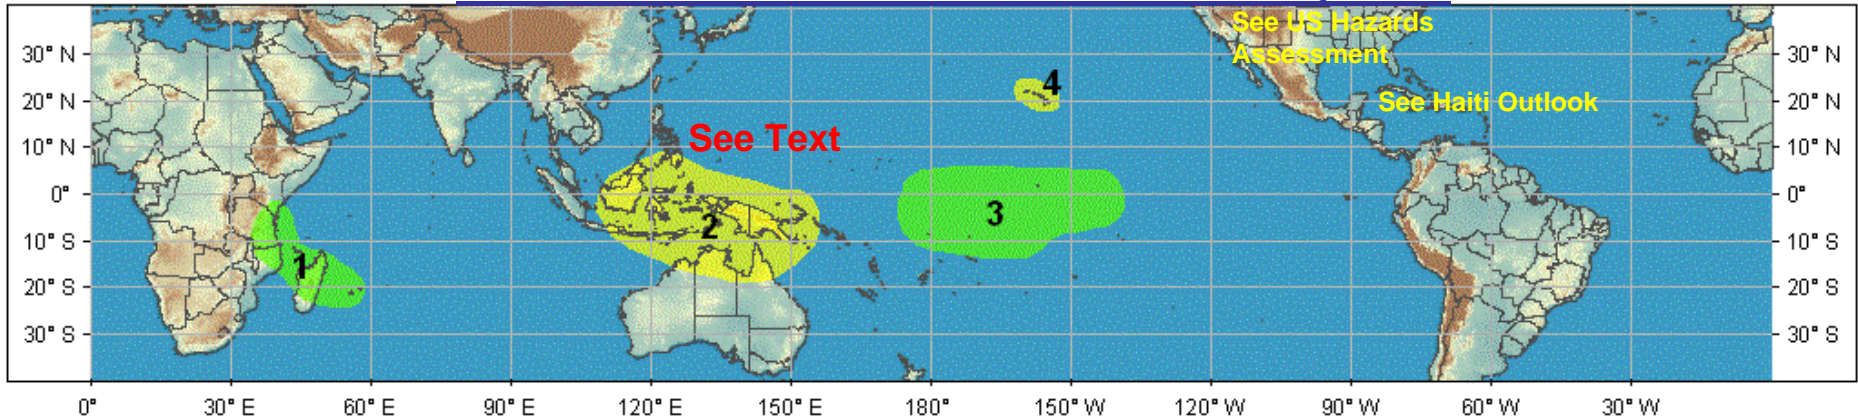 See US Hazards
Assessment
30° N
30° N
4
20° N
See Haiti Outlook
20° N
See Text
10° N
10° N
0°
0°
2
3
10° S
10° S
1
20° S
20° S
30° S
30° S
0°
30° E
60° E
90° E
120° E
150° E
180°
150° W
120° W
90° W
60° W
30° W